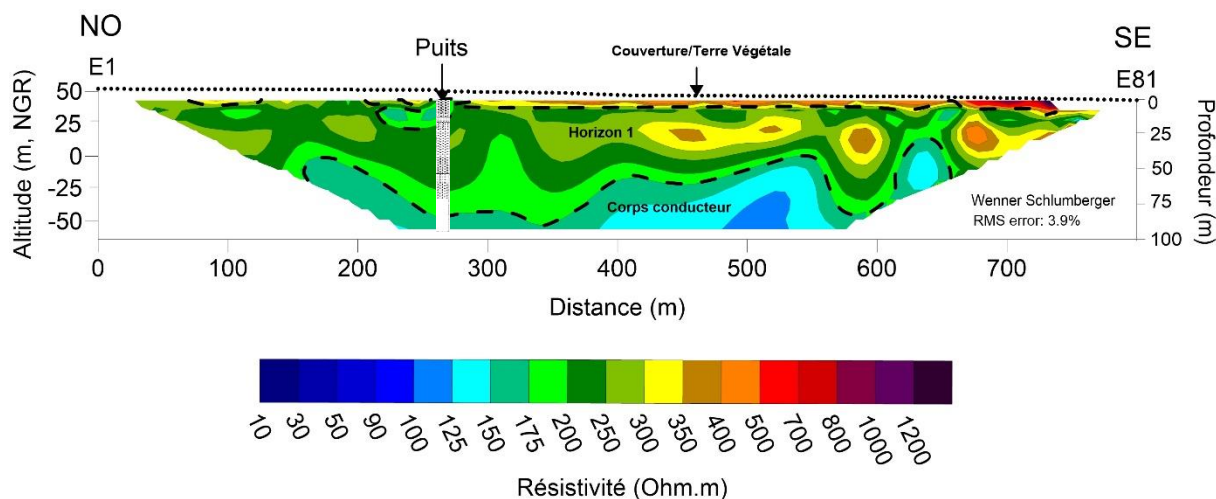 NO
SE
Puits
Couverture/Terre Végétale
E1
E81
Altitude (m, NGR)
50
25
0
-25
-50
Horizon 1
Corps conducteur
Wenner Schlumberger
RMS error: 3.9%
0
25
50
75
100
Profondeur (m)
0 100 200 300 400 500 600 700
Distance (m)
10 30 50 90 100 125 150 175 200 250 300 350 400 500 700 800 1000 1200
Résistivité (Ohm.m)